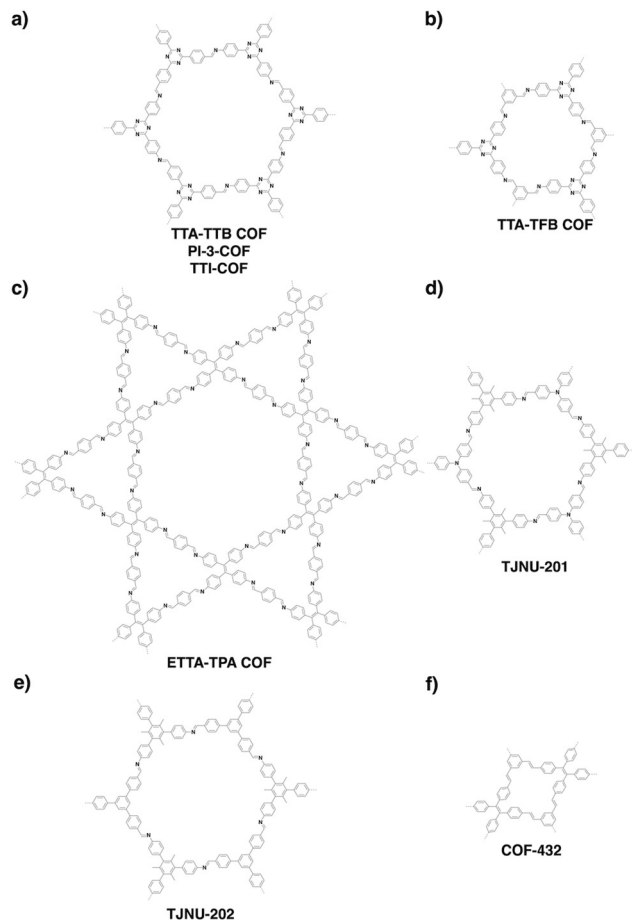 a)
b)
TTA-TTB COF
PI-3-COF
TTI-COF
TTA-TFB COF
c)
d)
ETTA-TPA COF
TJNU-201
e)
f)
TJNU-202
COF-432